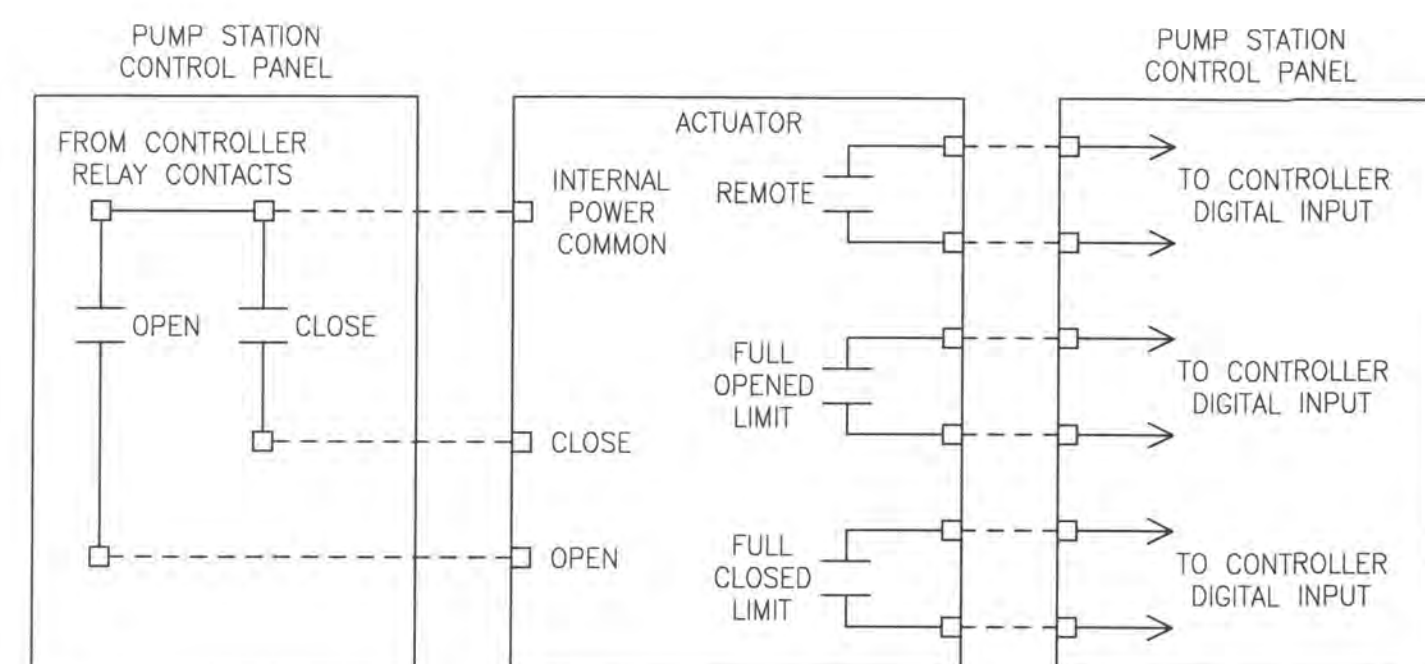 PUMP STATION
CONTROL PANEL
FROM CONTROLLER
RELAY CONTACTS
OPEN
CLOSE
ACTUATOR
INTERNAL
POWER
COMMON
CLOSE
OPEN
REMOTE
FULL
OPENED
LIMIT
FULL
CLOSED
LIMIT
PUMP STATION
CONTROL PANEL
TO CONTROLLER
DIGITAL INPUT
TO CONTROLLER
DIGITAL INPUT
TO CONTROLLER
DIGITAL INPUT